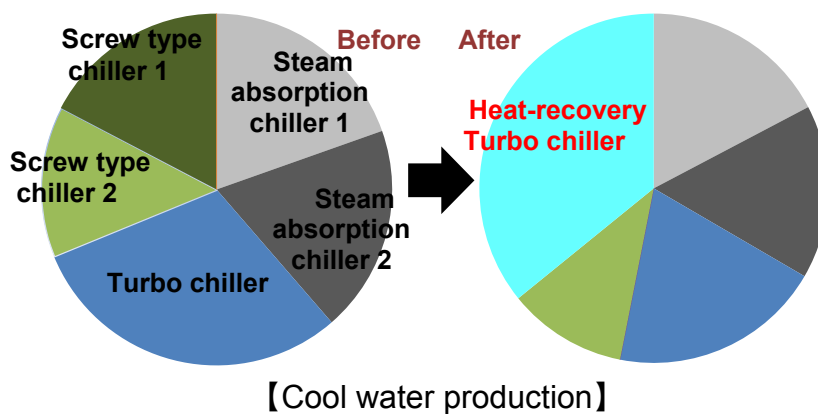 Before After
Screw type
chiller 1
Steam
absorption
chiller 1
Heat-recovery
Turbo chiller
Screw type
chiller 2
Steam
absorption
chiller 2
Turbo chiller
【Cool water production】